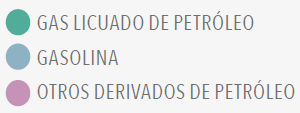 GAS LICUADO DE PETRÓLEO
GASOLINA
OTROS DERIVADOS DE PETRÓLEO